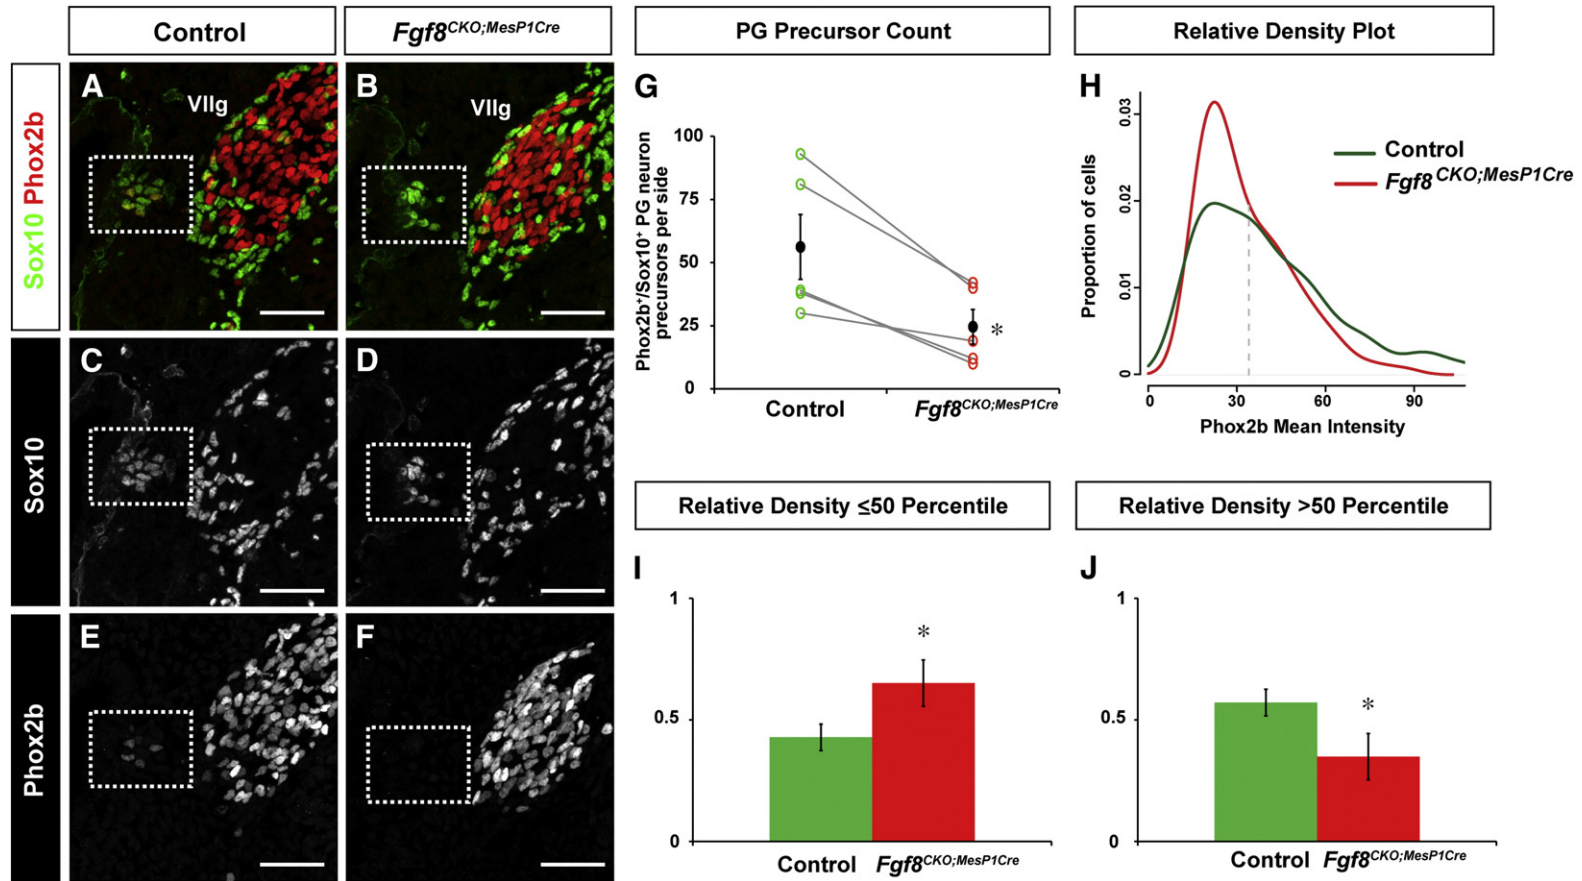 Control
Fgf8CKO;MesP1Cre
PG Precursor Count
Relative Density Plot
Sox10 Phox2b
A
VIIg
B
VIIg
G
100
75
50
25
0
Phox2b+/Sox10+ PG neuron
precursors per side
*
Control
Fgf8CKO;MesP1Cre
H
0.03
0.02
0.01
0
Proportion of cells
Control
Fgf8CKO;MesP1Cre
0
30
60
90
Phox2b Mean Intensity
Sox10
C
D
Relative Density ≤50 Percentile
Relative Density >50 Percentile
Phox2b
E
F
I
1
0.5
0
*
Control
Fgf8CKO;MesP1Cre
J
1
0.5
0
*
Control
Fgf8CKO;MesP1Cre